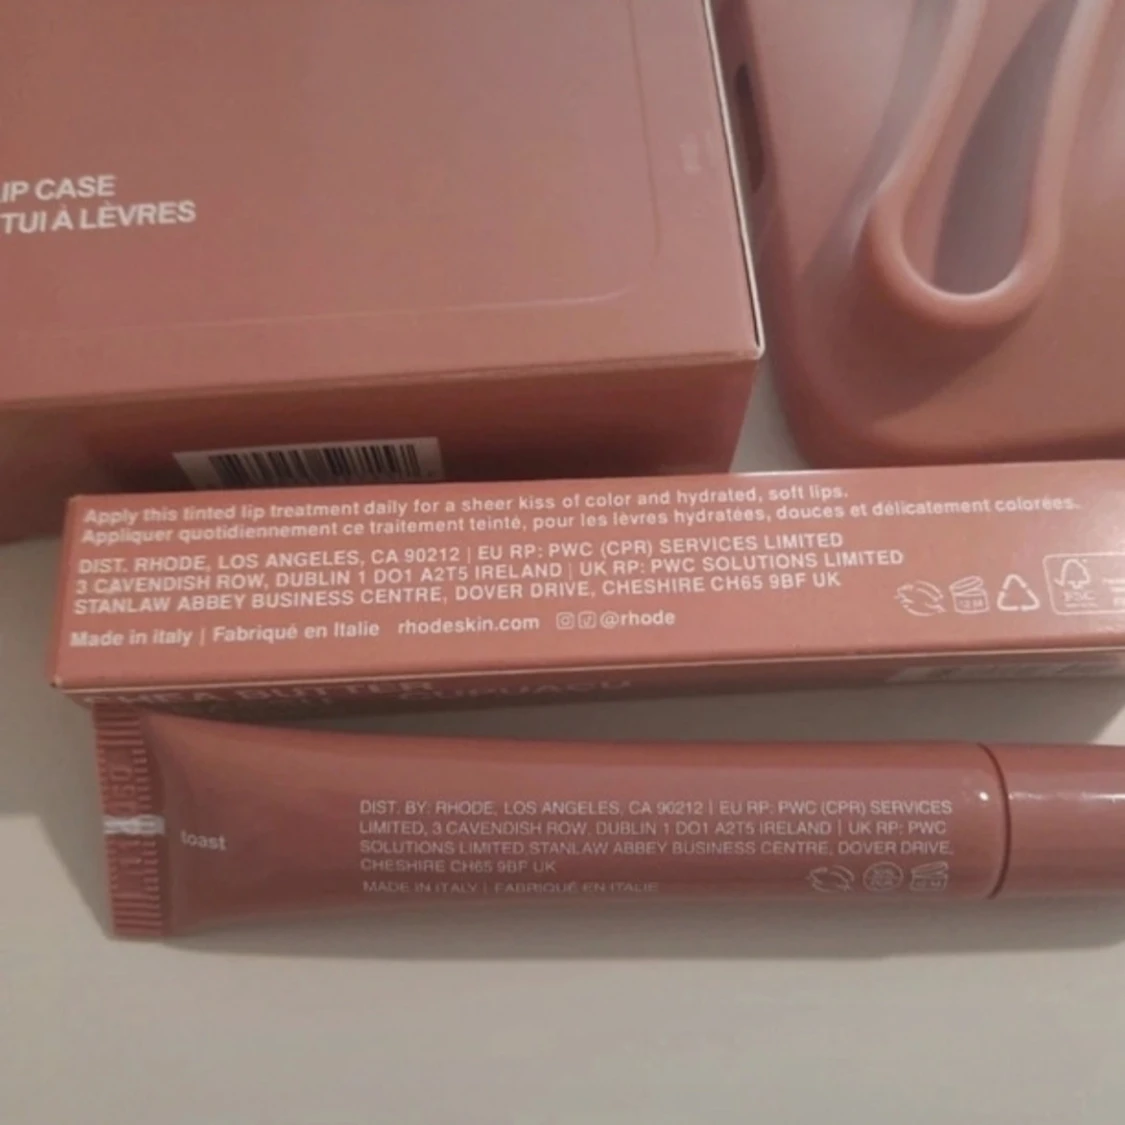 LIP CASE
TUI À LÈVRES
Apply this tinted lip treatment daily for a sheer kiss of color and hydrated, soft lips.
Appliquer quotidiennement ce traitement teinté, pour les lèvres hydratées, douces et délicatement colorées.
DIST. RHODE, LOS ANGELES, CA 90212 | EU RP: PWC (CPR) SERVICES LIMITED
3 CAVENDISH ROW, DUBLIN 1 DO1 A2T5 IRELAND | UK RP: PWC SOLUTIONS LIMITED
STANLAW ABBEY BUSINESS CENTRE, DOVER DRIVE, CHESHIRE CH65 9BF UK
Made in italy | Fabriqué en Italie rhodeskin.com @rhode
12 M
FSC
SHEA BUTTER
CUPUAÇU
toast
DIST. BY: RHODE, LOS ANGELES, CA 90212 | EU RP: PWC (CPR) SERVICES
LIMITED, 3 CAVENDISH ROW, DUBLIN 1 DO1 A2T5 IRELAND | UK RP: PWC
SOLUTIONS LIMITED STANLAW ABBEY BUSINESS CENTRE, DOVER DRIVE,
CHESHIRE CH65 9BF UK
MADE IN ITALY | FABRIQUÉ EN ITALIE